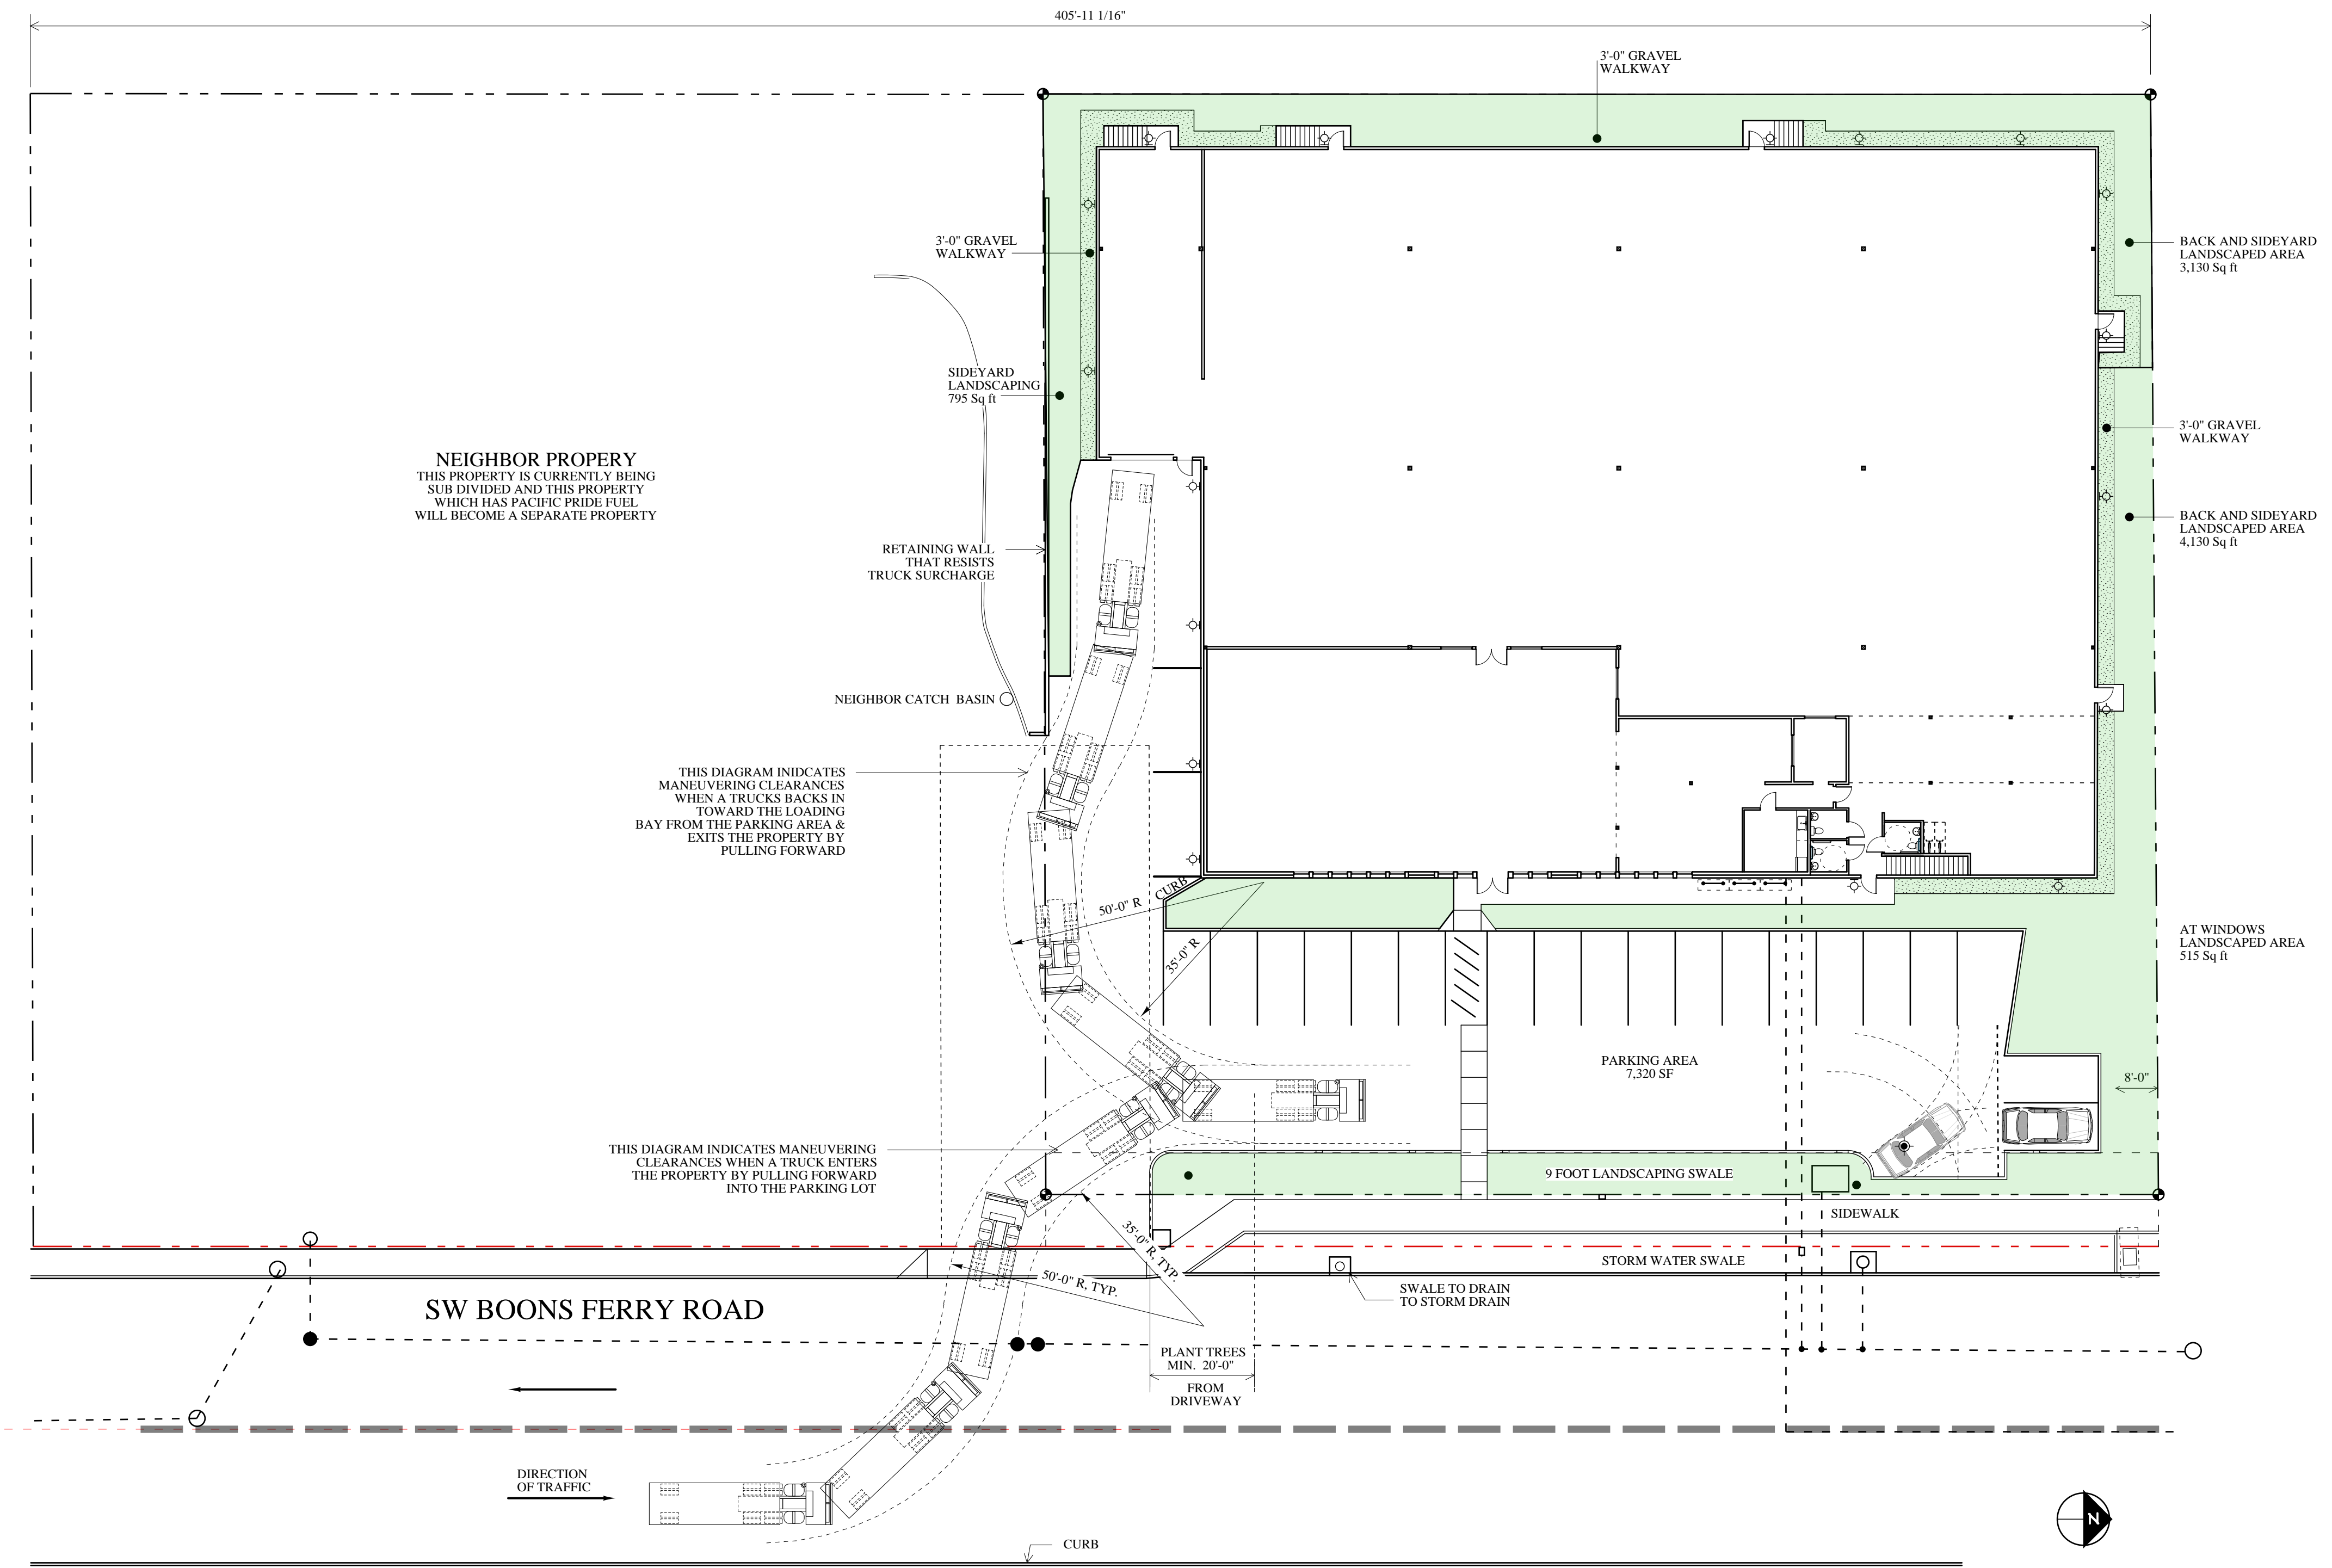 405'-11 1/16"
3'-0" GRAVEL
WALKWAY
3'-0" GRAVEL
WALKWAY
BACK AND SIDEYARD
LANDSCAPED AREA
3,130 Sq ft
SIDEYARD
LANDSCAPING
795 Sq ft
3'-0" GRAVEL
WALKWAY
NEIGHBOR PROPERY
THIS PROPERTY IS CURRENTLY BEING
SUB DIVIDED AND THIS PROPERTY
WHICH HAS PACIFIC PRIDE FUEL
WILL BECOME A SEPARATE PROPERTY
BACK AND SIDEYARD
LANDSCAPED AREA
4,130 Sq ft
RETAINING WALL
THAT RESISTS
TRUCK SURCHARGE
NEIGHBOR CATCH BASIN
THIS DIAGRAM INIDCATES
MANEUVERING CLEARANCES
WHEN A TRUCKS BACKS IN
TOWARD THE LOADING
BAY FROM THE PARKING AREA &
EXITS THE PROPERTY BY
PULLING FORWARD
CURB
50'-0" R
35'-0" R
AT WINDOWS
LANDSCAPED AREA
515 Sq ft
PARKING AREA
7,320 SF
8'-0"
THIS DIAGRAM INDICATES MANEUVERING
CLEARANCES WHEN A TRUCK ENTERS
THE PROPERTY BY PULLING FORWARD
INTO THE PARKING LOT
9 FOOT LANDSCAPING SWALE
SIDEWALK
35'-0" R, TYP.
50'-0" R, TYP.
STORM WATER SWALE
SWALE TO DRAIN
TO STORM DRAIN
SW BOONS FERRY ROAD
PLANT TREES
MIN. 20'-0"
FROM
DRIVEWAY
DIRECTION
OF TRAFFIC
N
CURB